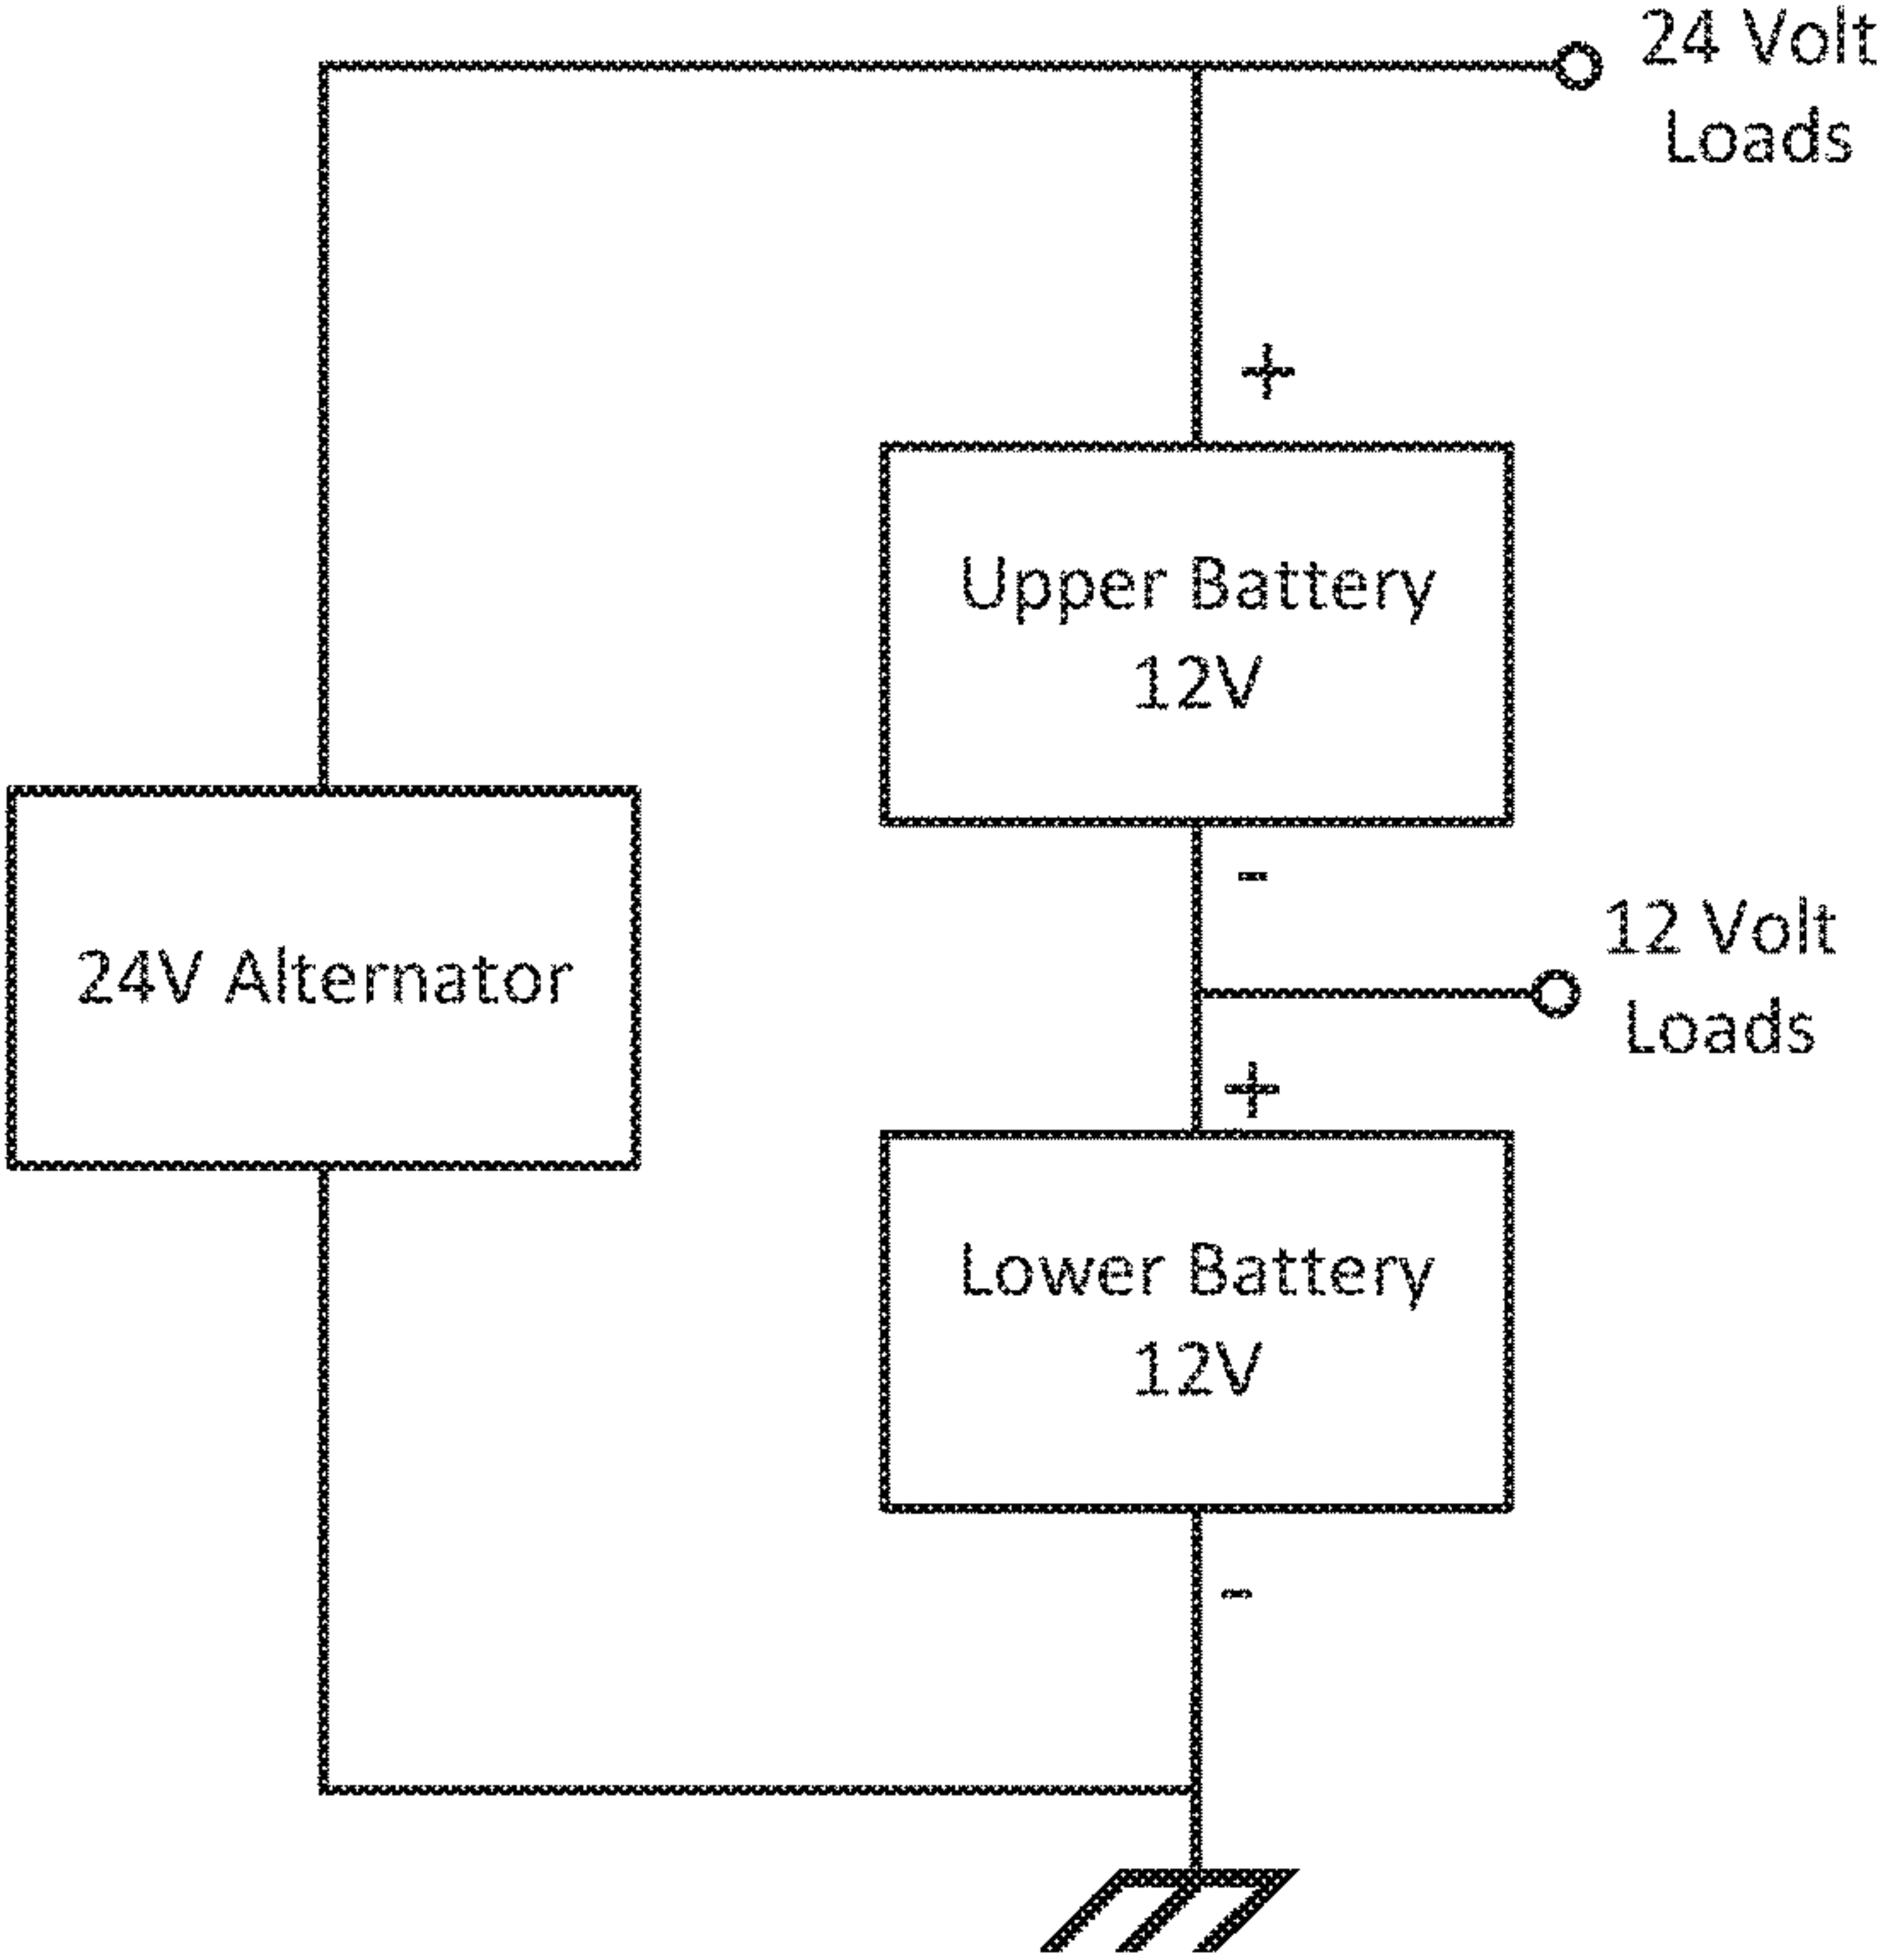 24 Volt
Loads
+
Upper Battery
12V
-
24V Alternator
12 Volt
Loads
+
Lower Battery
12V
-